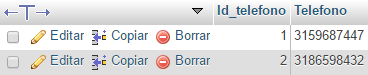 Id_telefono Telefono
Editar Copiar Borrar 1 3159687447
Editar Copiar Borrar 2 3186598432